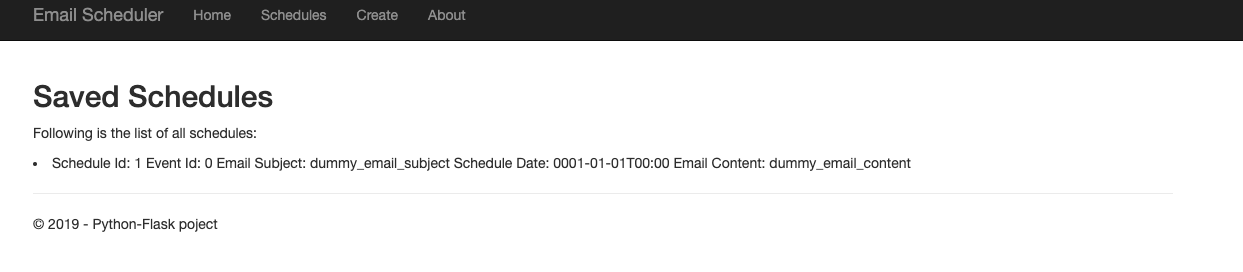 Email Scheduler Home Schedules Create About
Saved Schedules
Following is the list of all schedules:
• Schedule Id: 1 Event Id: 0 Email Subject: dummy_email_subject Schedule Date: 0001-01-01T00:00 Email Content: dummy_email_content
© 2019 - Python-Flask poject